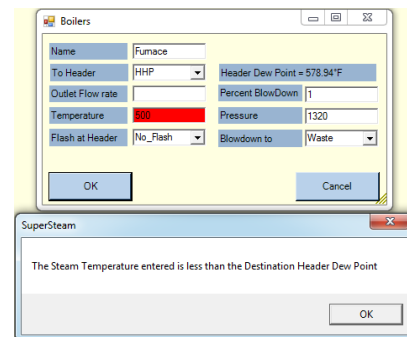 Boilers
Name Furnace
To Header HHP Header Dew Point = 578.94°F
Outlet Flow rate Percent BlowDown 1
Temperature 500 Pressure 1320
Flash at Header No_Flash Blowdown to Waste
OK Cancel
SuperSteam
The Steam Temperature entered is less than the Destination Header Dew Point
OK